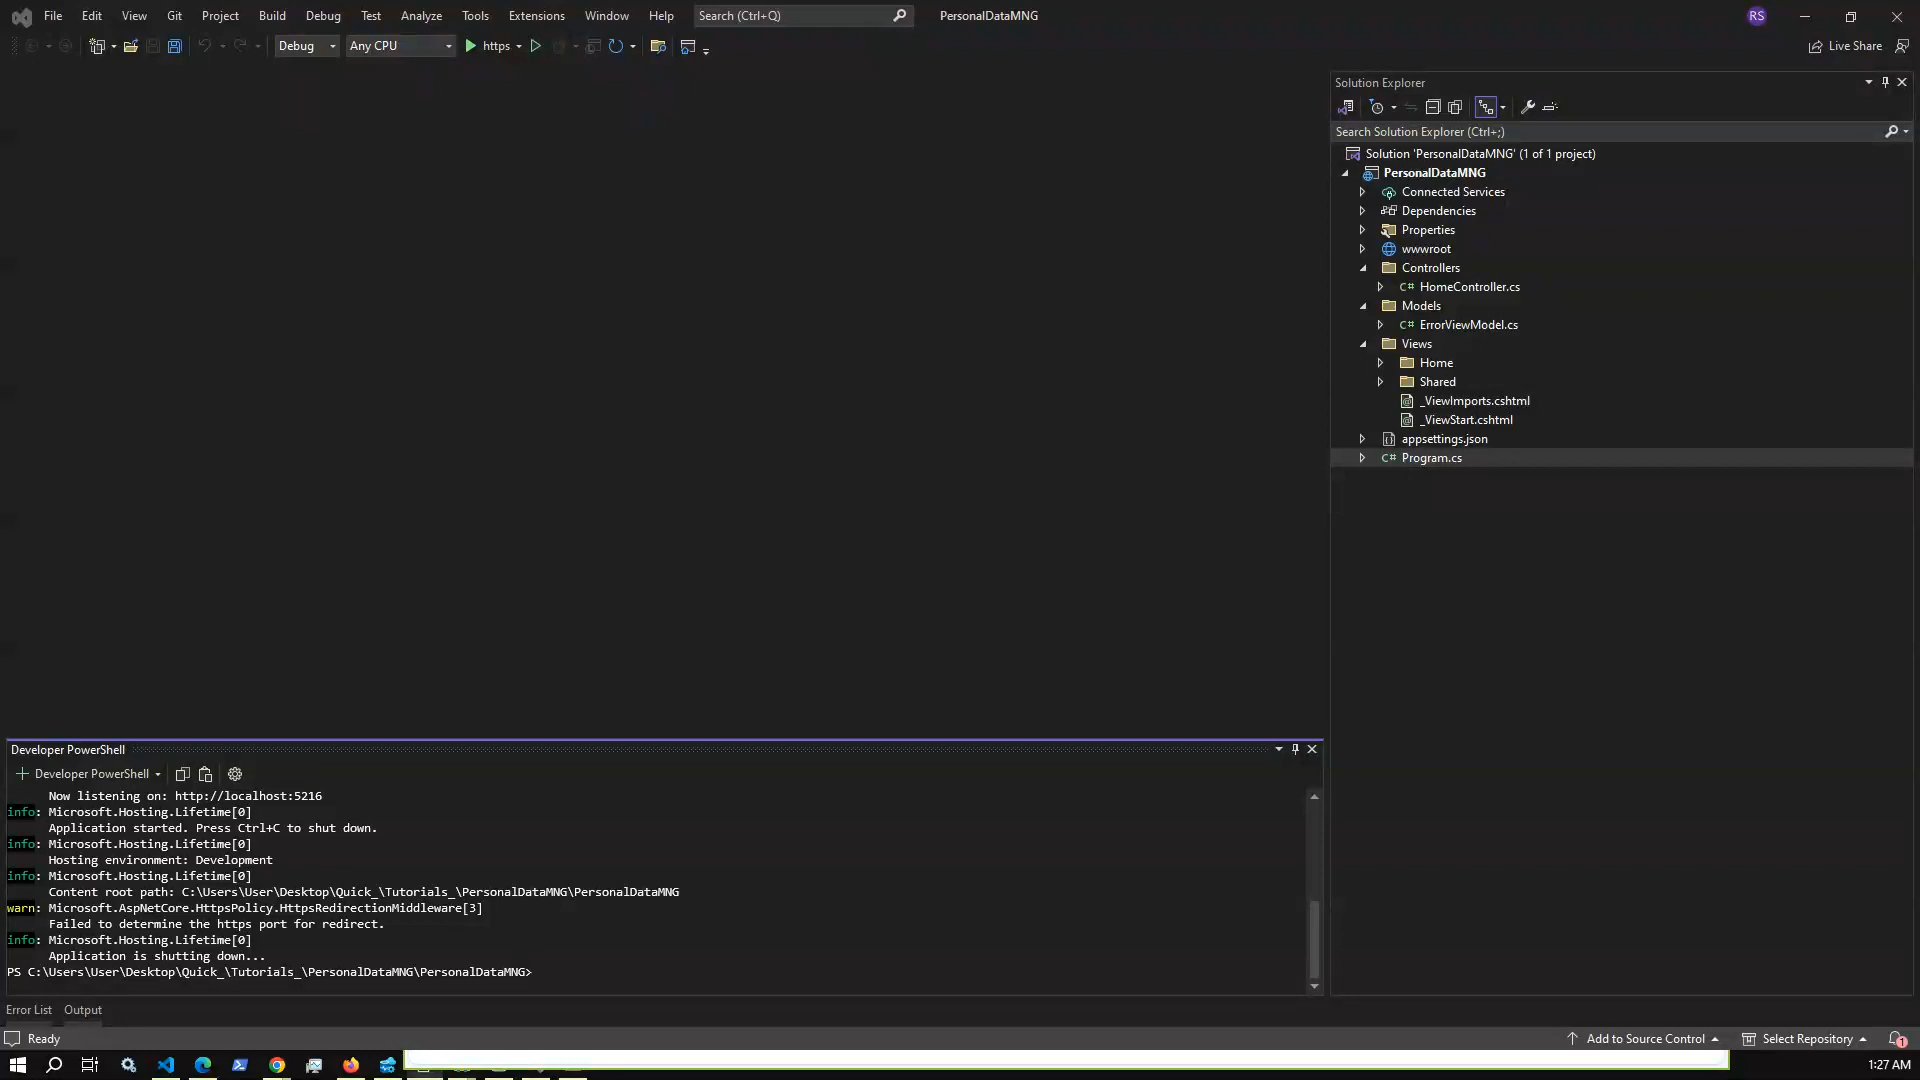 File Edit View Git Project Build Debug Test Analyze Tools Extensions Window Help Search (Ctrl+Q) PersonalDataMNG RS
Debug Any CPU https Live Share
Solution Explorer
Search Solution Explorer (Ctrl+;)
Solution 'PersonalDataMNG' (1 of 1 project)
PersonalDataMNG
Connected Services
Dependencies
Properties
wwwroot
Controllers
C# HomeController.cs
Models
C# ErrorViewModel.cs
Views
Home
Shared
_ViewImports.cshtml
_ViewStart.cshtml
appsettings.json
C# Program.cs
Developer PowerShell
Developer PowerShell
Now listening on: http://localhost:5216
info: Microsoft.Hosting.Lifetime[0]
Application started. Press Ctrl+C to shut down.
info: Microsoft.Hosting.Lifetime[0]
Hosting environment: Development
info: Microsoft.Hosting.Lifetime[0]
Content root path: C:\Users\User\Desktop\Quick_\Tutorials_\PersonalDataMNG\PersonalDataMNG
warn: Microsoft.AspNetCore.HttpsPolicy.HttpsRedirectionMiddleware[3]
Failed to determine the https port for redirect.
info: Microsoft.Hosting.Lifetime[0]
Application is shutting down...
PS C:\Users\User\Desktop\Quick_\Tutorials_\PersonalDataMNG\PersonalDataMNG>
Error List Output
Ready Add to Source Control Select Repository 1
1:27 AM